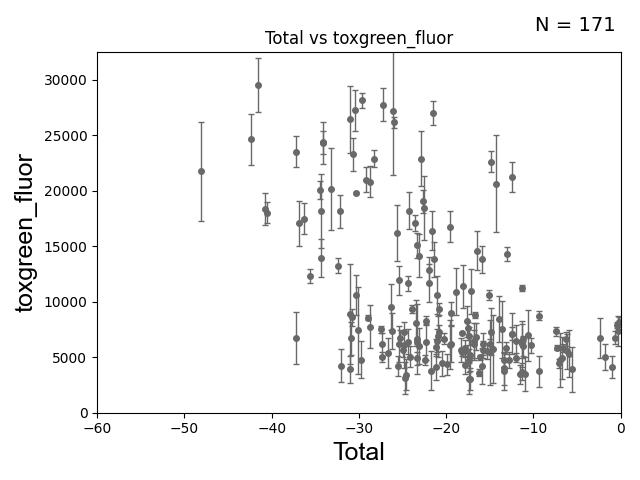 N = 171
Total vs toxgreen_fluor
30000
25000
20000
15000
10000
5000
0
toxgreen_fluor
−60 −50 −40 −30 −20 −10 0
Total